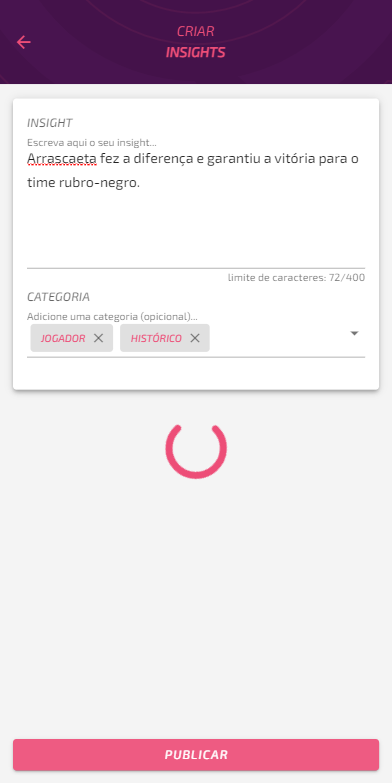 CRIAR
INSIGHTS
INSIGHT
Escreva aqui o seu insight...
Arrascaeta fez a diferença e garantiu a vitória para o
time rubro-negro.
limite de caracteres: 72/400
CATEGORIA
Adicione uma categoria (opicional)...
JOGADOR HISTÓRICO
PUBLICAR